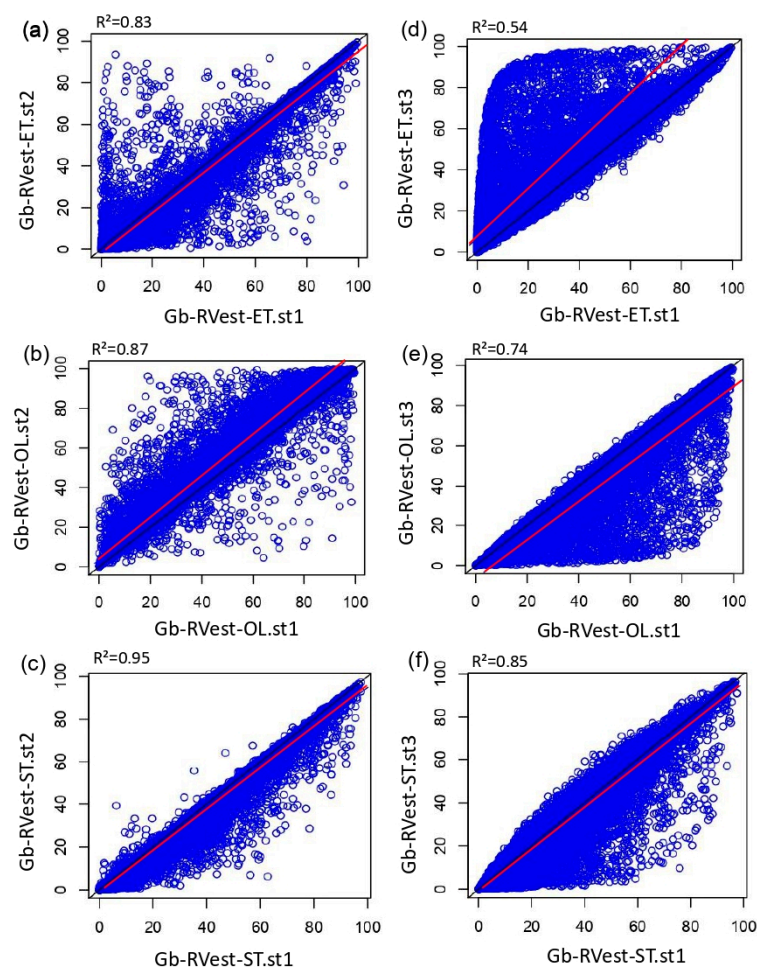 (a)
R²=0.83
Gb-RVest-ET.st2
0 20 40 60 80 100
0 20 40 60 80 100
Gb-RVest-ET.st1
(d)
R²=0.54
Gb-RVest-ET.st3
0 20 40 60 80 100
0 20 40 60 80 100
Gb-RVest-ET.st1
(b)
R²=0.87
Gb-RVest-OL.st2
0 20 40 60 80 100
0 20 40 60 80 100
Gb-RVest-OL.st1
(e)
R²=0.74
Gb-RVest-OL.st3
0 20 40 60 80 100
0 20 40 60 80 100
Gb-RVest-OL.st1
(c)
R²=0.95
Gb-RVest-ST.st2
0 20 40 60 80 100
0 20 40 60 80 100
Gb-RVest-ST.st1
(f)
R²=0.85
Gb-RVest-ST.st3
0 20 40 60 80 100
0 20 40 60 80 100
Gb-RVest-ST.st1